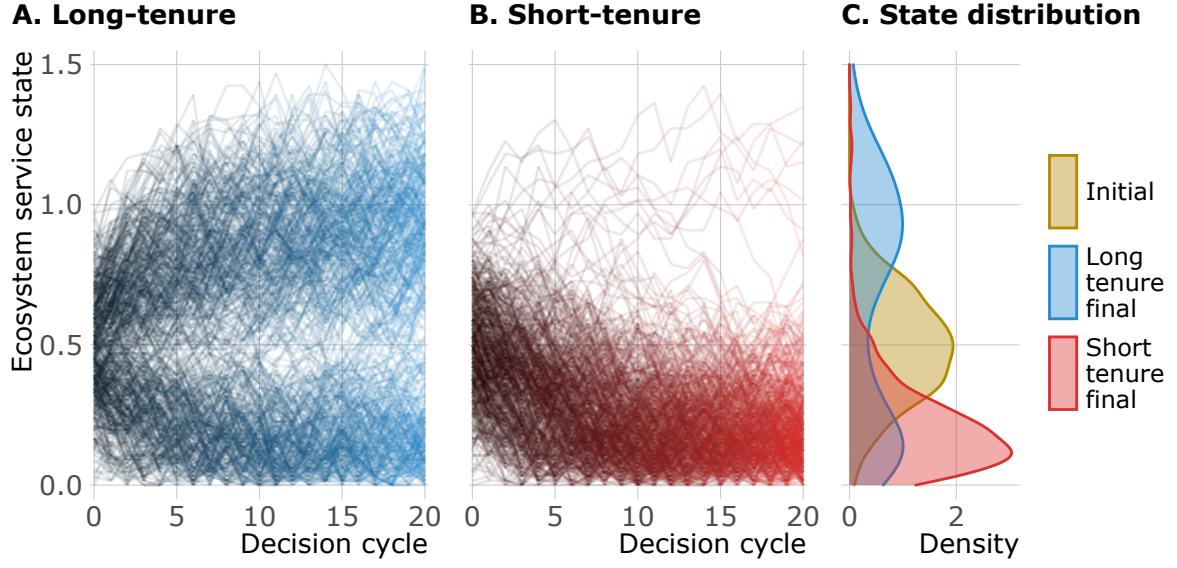 A. Long-tenure
B. Short-tenure
C. State distribution
Ecosystem service state
1.5
1.0
0.5
0.0
0 5 10 15 20
Decision cycle
0 5 10 15 20
Decision cycle
0 2
Density
Initial
Long
tenure
final
Short
tenure
final